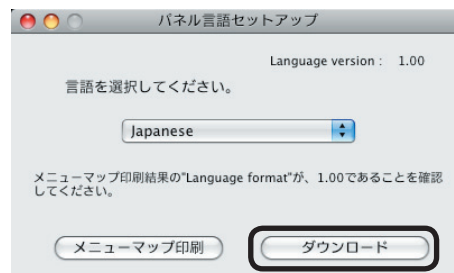 パネル言語セットアップ
Language version : 1.00
言語を選択してください。
Japanese
メニューマップ印刷結果の"Language format"が、1.00であることを確認
してください。
メニューマップ印刷
ダウンロード